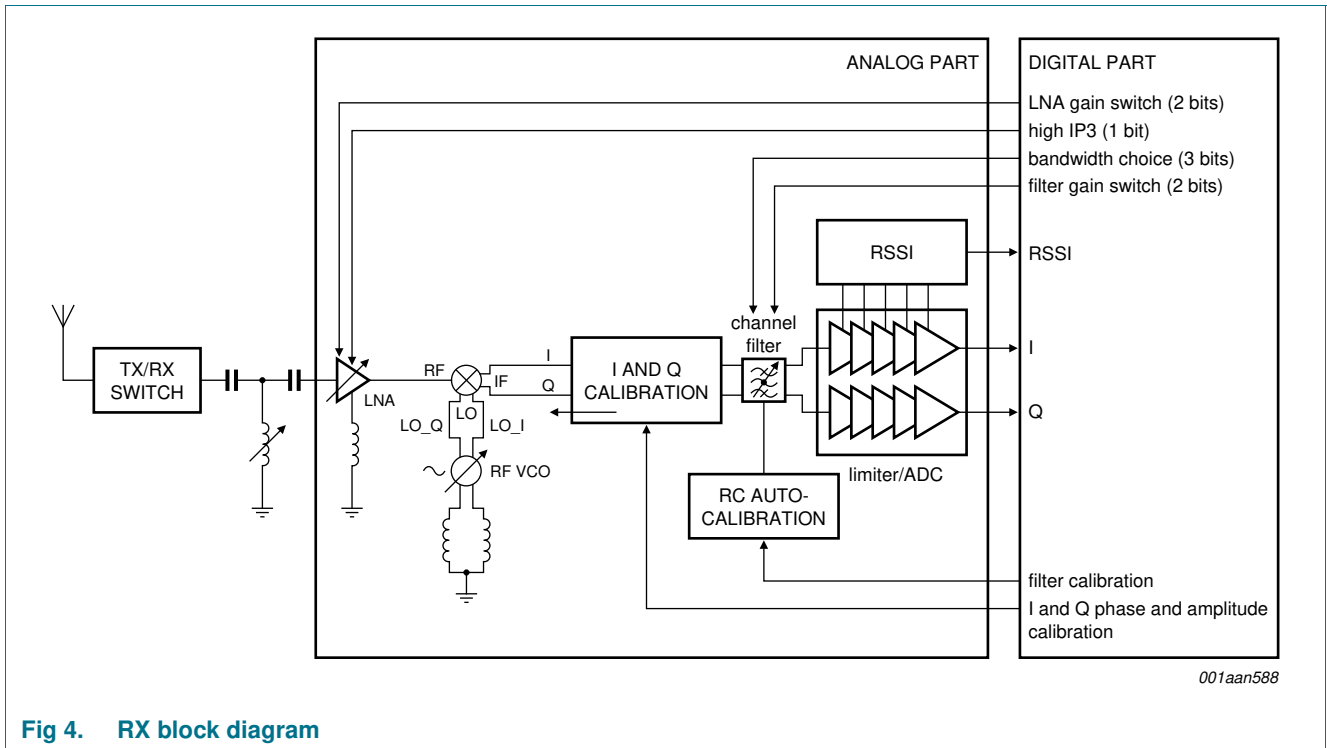 ANALOG PART
DIGITAL PART
LNA gain switch (2 bits)
high IP3 (1 bit)
bandwidth choice (3 bits)
filter gain switch (2 bits)
RSSI
RSSI
channel
filter
TX/RX
SWITCH
LNA
RF
I
IF
Q
LO
LO_Q
LO_I
RF VCO
I AND Q
CALIBRATION
I
Q
limiter/ADC
RC AUTO-
CALIBRATION
filter calibration
I and Q phase and amplitude
calibration
001aan588
Fig 4. RX block diagram